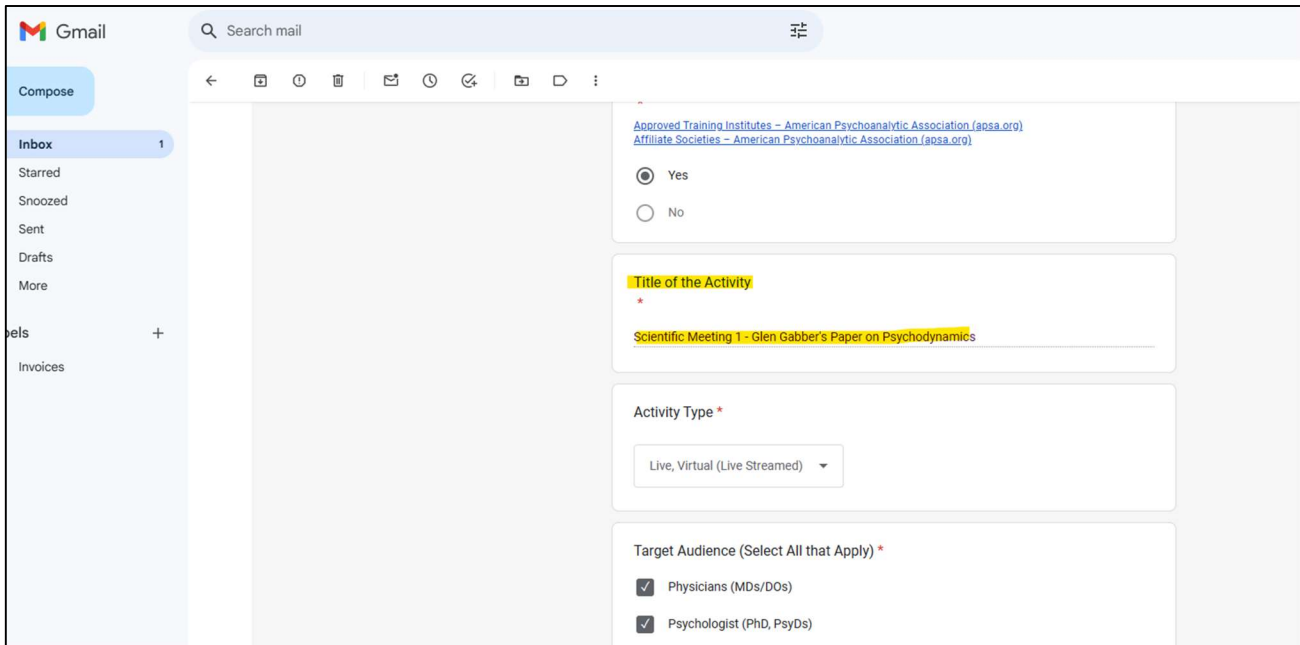 Gmail
Search mail
Compose
Inbox 1
Starred
Snoozed
Sent
Drafts
More
Invoices
*
Approved Training Institutes – American Psychoanalytic Association (apsa.org)
Affiliate Societies – American Psychoanalytic Association (apsa.org)
Yes
No
Title of the Activity
*
Scientific Meeting 1 - Glen Gabber's Paper on Psychodynamics
Activity Type *
Live, Virtual (Live Streamed)
Target Audience (Select All that Apply) *
Physicians (MDs/DOs)
Psychologist (PhD, PsyDs)